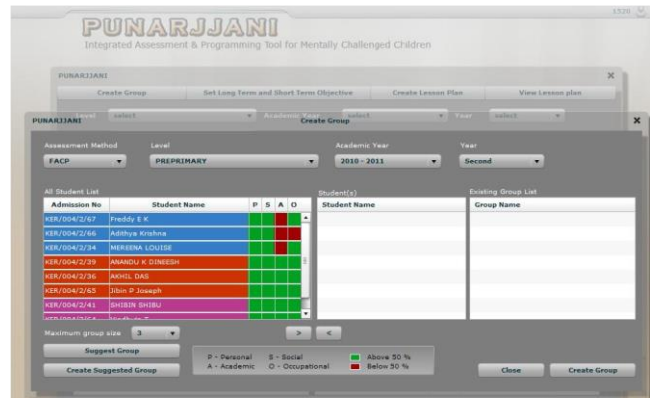 1520
PUNARJJANI
Integrated Assessment & Programming Tool for Mentally Challenged Children
PUNARJJANI
Create Group Set Long Term and Short Term Objective Create Lesson Plan View Lesson plan
Level select Academic Year select Year select
PUNARJJANI Create Group
Assessment Method Level Academic Year Year
FACP PREPRIMARY 2010 - 2011 Second
All Student List Student(s) Existing Group List
Admission No Student Name P S A O Student Name Group Name
KER/004/2/67 Freddy E K
KER/004/2/66 Adithya Krishna
KER/004/2/34 MEREENA LOUISE
KER/004/2/39 ANANDU K DINEESH
KER/004/2/36 AKHIL DAS
KER/004/2/65 Jibin P Joseph
KER/004/2/41 SHIBIN SHIBU
Maximum group size 3 > <
Suggest Group P - Personal S - Social Above 50 %
Create Suggested Group A - Academic O - Occupational Below 50 % Close Create Group